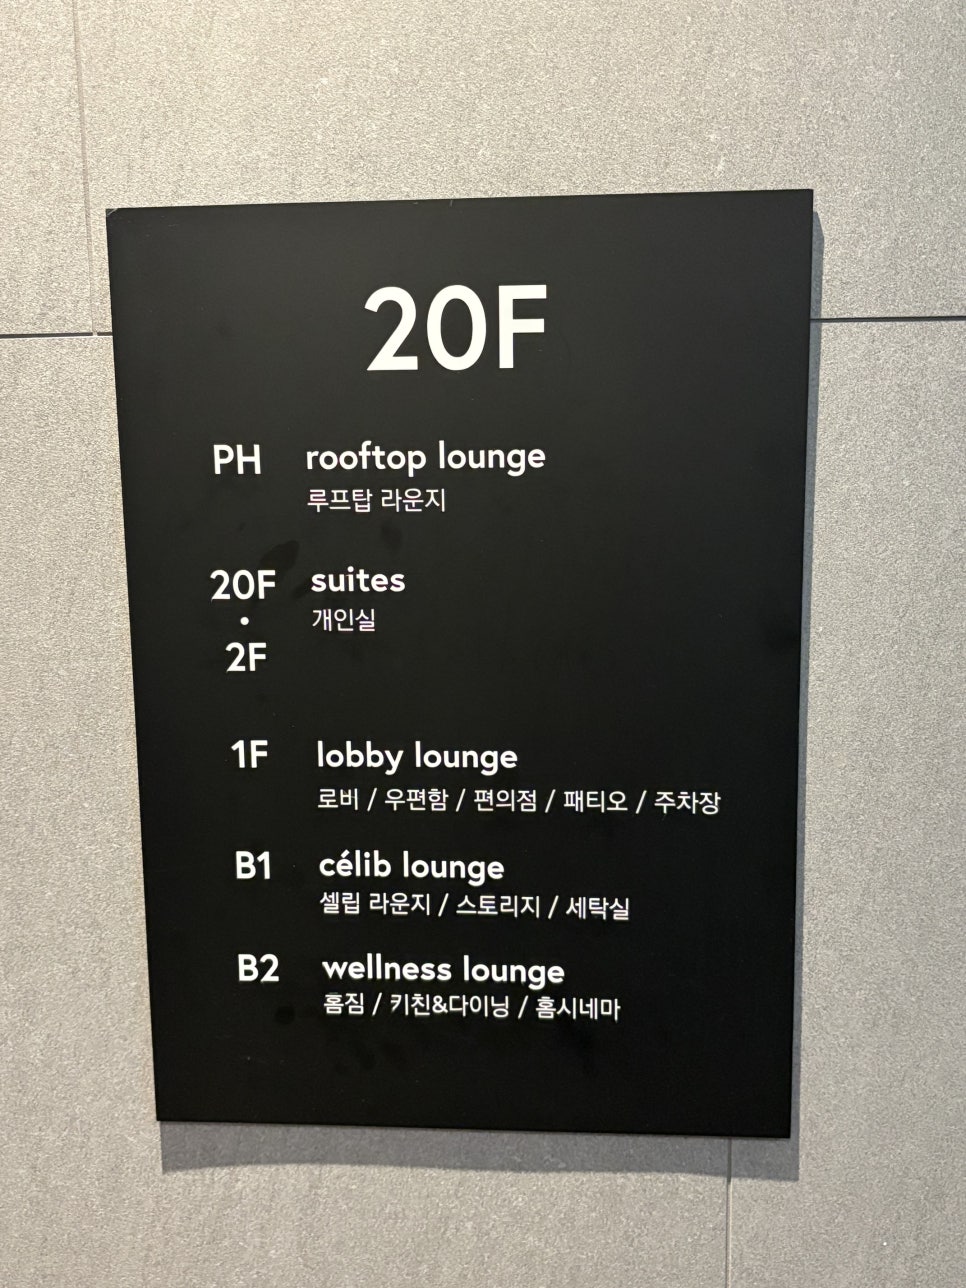 20F
PH rooftop lounge
루프탑 라운지
20F suites
• 개인실
2F
1F lobby lounge
로비 / 우편함 / 편의점 / 패티오 / 주차장
B1 célib lounge
셀립 라운지 / 스토리지 / 세탁실
B2 wellness lounge
홈짐 / 키친&다이닝 / 홈시네마